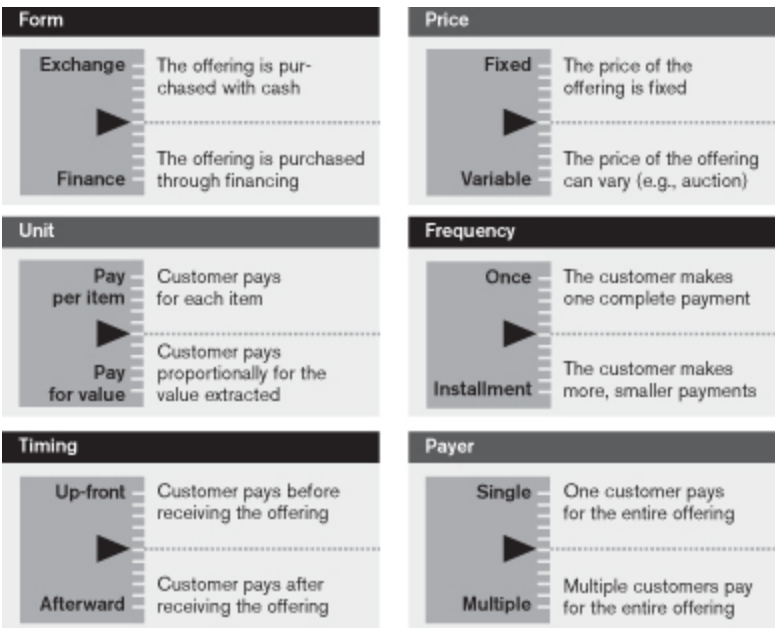 Form
Exchange
The offering is pur-
chased with cash
Finance
The offering is purchased
through financing
Price
Fixed
The price of the
offering is fixed
Variable
The price of the offering
can vary (e.g., auction)
Unit
Pay
per item
Customer pays
for each item
Pay
for value
Customer pays
proportionally for the
value extracted
Frequency
Once
The customer makes
one complete payment
Installment
The customer makes
more, smaller payments
Timing
Up-front
Customer pays before
receiving the offering
Afterward
Customer pays after
receiving the offering
Payer
Single
One customer pays
for the entire offering
Multiple
Multiple customers pay
for the entire offering